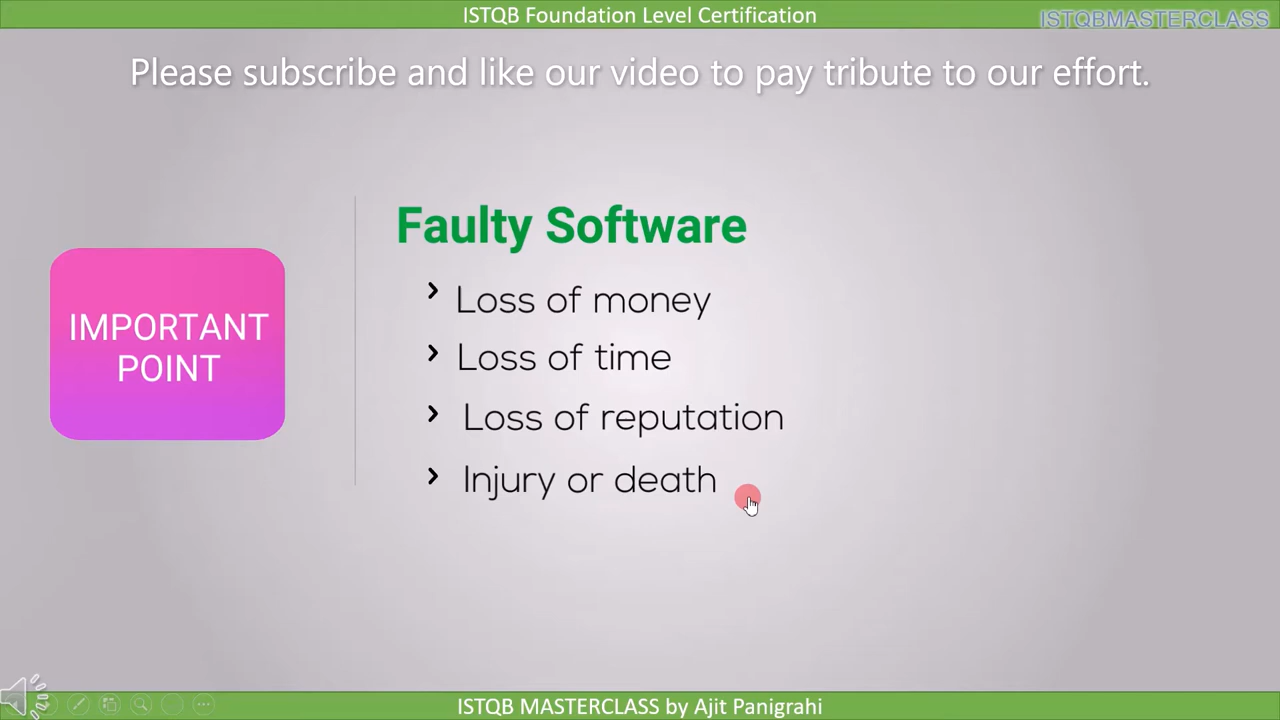 ISTQB Foundation Level Certification
ISTQBMASTERCLASS
Please subscribe and like our video to pay tribute to our effort.
IMPORTANT
POINT
Faulty Software
Loss of money
Loss of time
Loss of reputation
Injury or death
ISTQB MASTERCLASS by Ajit Panigrahi